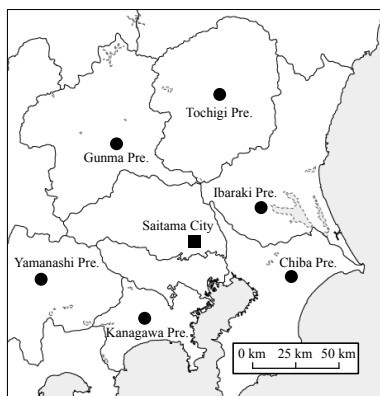 Tochigi Pre.
Gunma Pre.
Ibaraki Pre.
Saitama City
Yamanashi Pre.
Chiba Pre.
Kanagawa Pre.
0 km 25 km 50 km